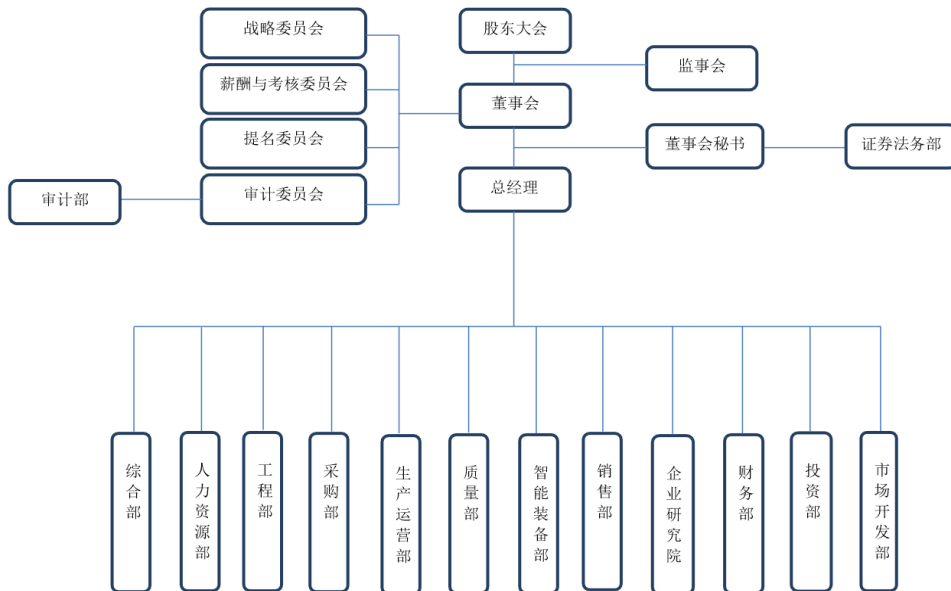 战略委员会
股东大会
薪酬与考核委员会
监事会
董事会
提名委员会
董事会秘书
证券法务部
审计委员会
总经理
审计部
综合部
人力资源部
工程部
采购部
生产运营部
质量部
智能装备部
销售部
企业研究院
财务部
投资部
市场开发部